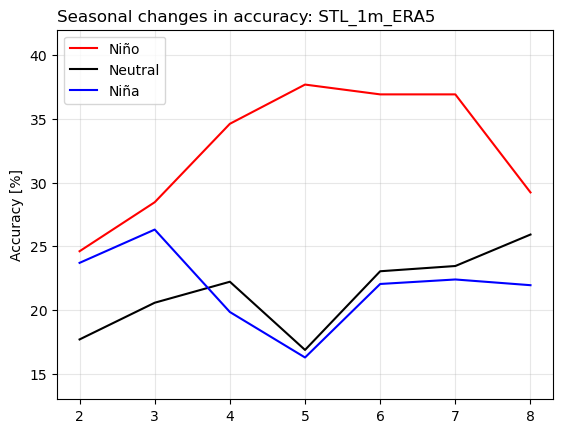 Seasonal changes in accuracy: STL_1m_ERA5
Niño
Neutral
Niña
Accuracy [%]
40
35
30
25
20
15
2 3 4 5 6 7 8